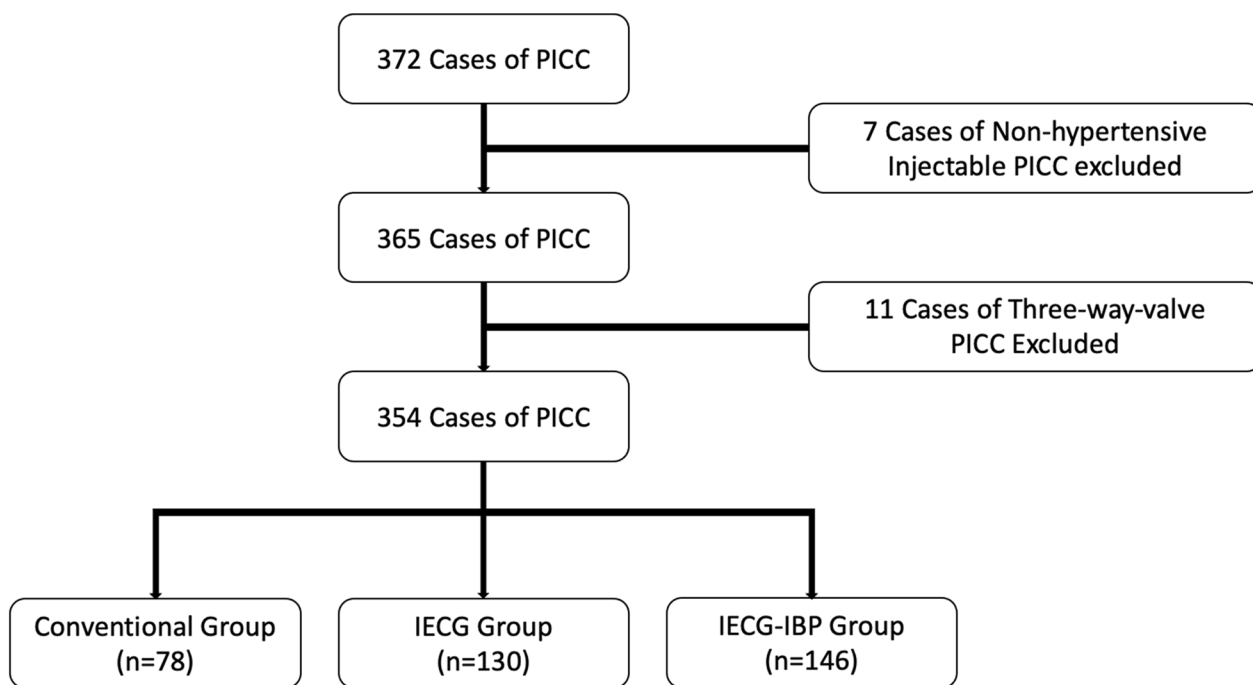 372 Cases of PICC
7 Cases of Non-hypertensive
Injectable PICC excluded
365 Cases of PICC
11 Cases of Three-way-valve
PICC Excluded
354 Cases of PICC
Conventional Group
(n=78)
IECG Group
(n=130)
IECG-IBP Group
(n=146)